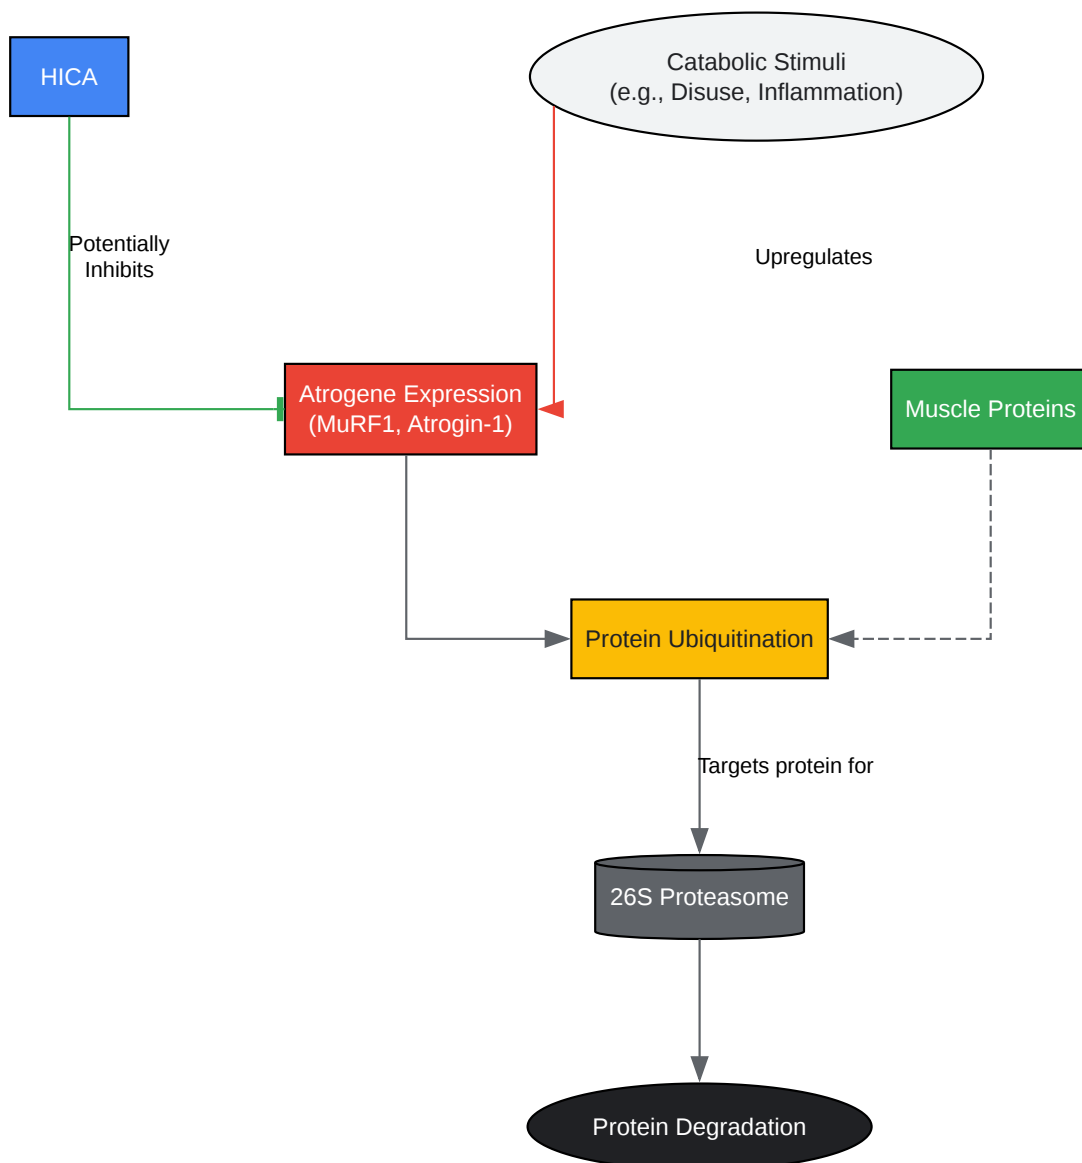 HICA
Catabolic Stimuli
(e.g., Disuse, Inflammation)
Potentially
Inhibits
Upregulates
Atrogene Expression
(MuRF1, Atrogin-1)
Muscle Proteins
Protein Ubiquitination
Targets protein for
26S Proteasome
Protein Degradation